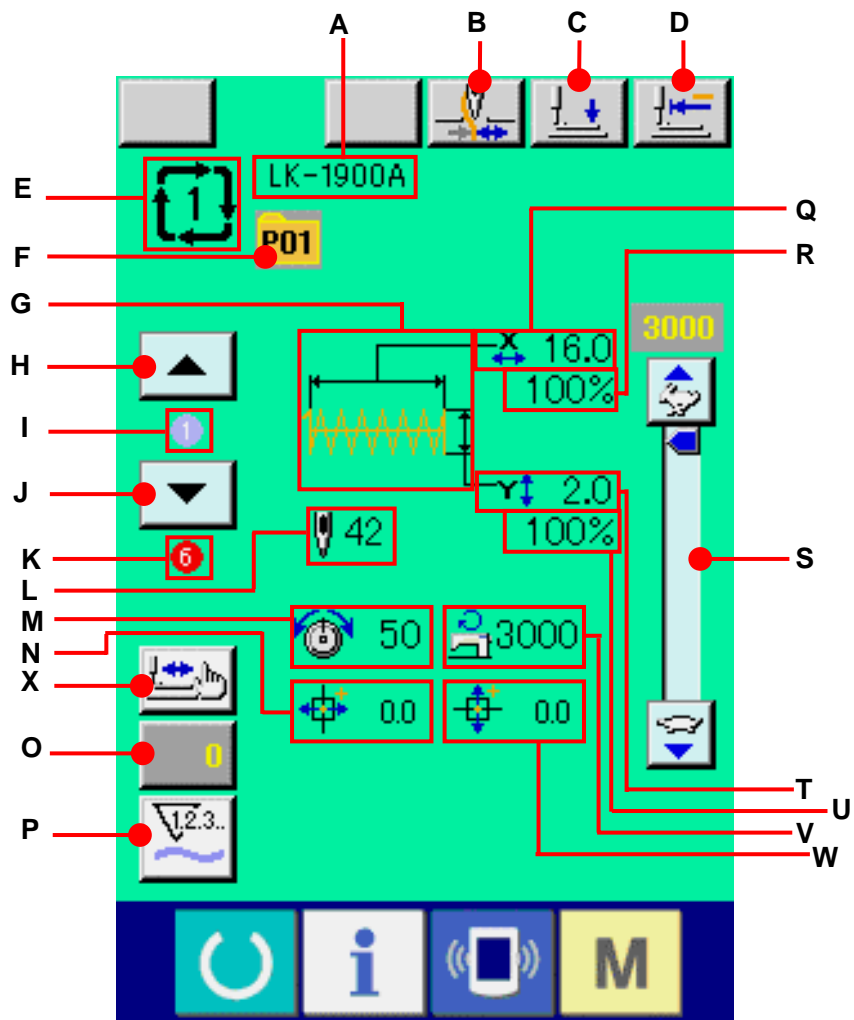 A
B
C
D
E
LK-1900A
1
F
P01
Q
R
G
3000
X 16.0
100%
H
I
1
J
Y 2.0
100%
K
6
L
42
S
M
50
3000
N
X
0.0
0.0
O
0
T
U
P
1.2.3..
V
W
i
M